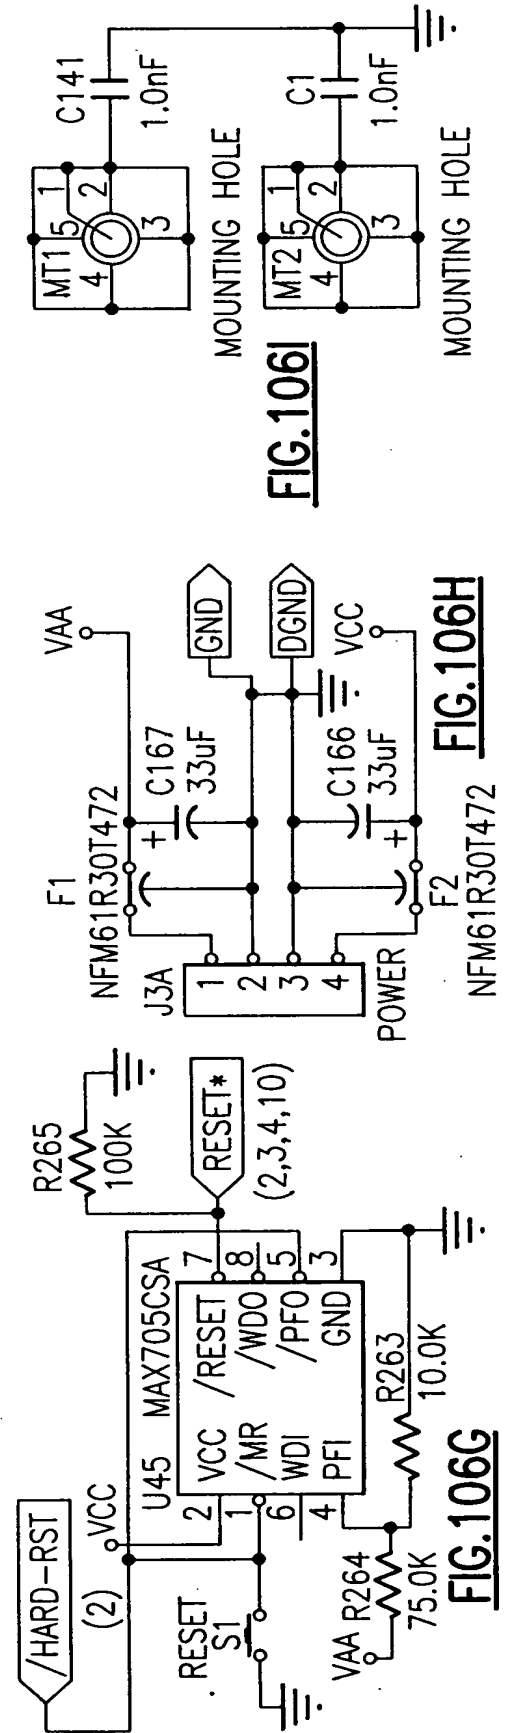 /HARD-RST
(2)
VCC
U45 MAX705CSA
2 VCC /RESET 7
1 /MR /WDO 8
6 WDI /PFO 5
4 PFI GND 3
RESET
S1
R265
100K
RESET*
(2,3,4,10)
VAA
R264
75.0K
R263
10.0K
FIG.106G
F1
NFM61R30T472
VAA
C167
33uF
+
J3A
1
2
3
4
POWER
GND
DGND
C166
33uF
+
VCC
F2
NFM61R30T472
FIG.106H
C141
1.0nF
MT1
1
2
3
4
5
MOUNTING HOLE
C1
1.0nF
MT2
1
2
3
4
5
MOUNTING HOLE
FIG.106I